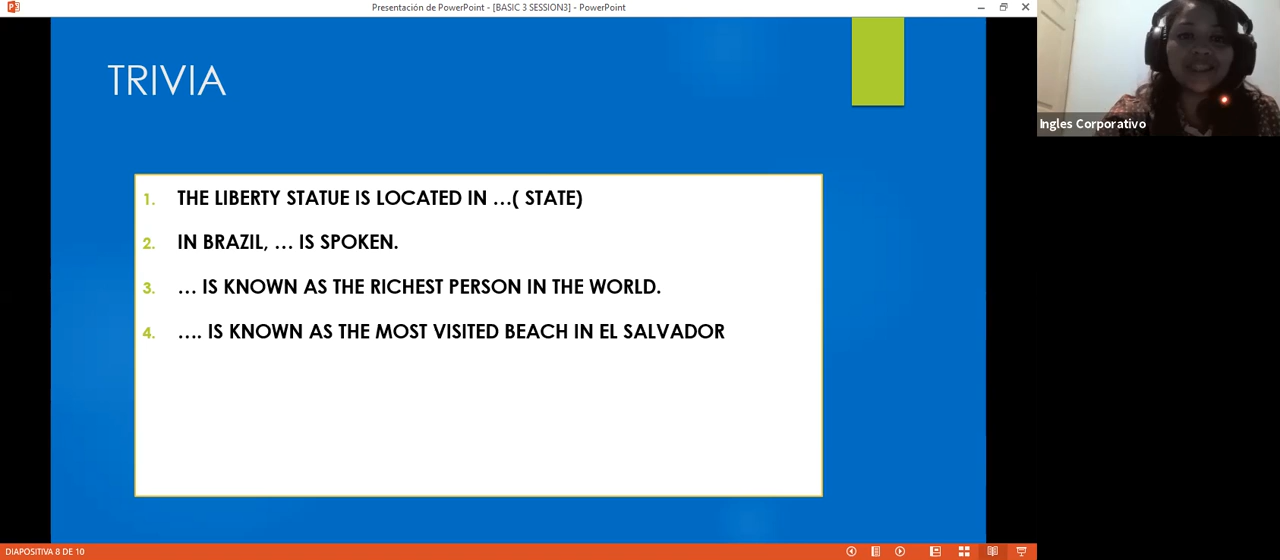 Presentación de PowerPoint - [BASIC 3 SESSION3] - PowerPoint
TRIVIA
1. THE LIBERTY STATUE IS LOCATED IN …( STATE)
2. IN BRAZIL, … IS SPOKEN.
3. … IS KNOWN AS THE RICHEST PERSON IN THE WORLD.
4. …. IS KNOWN AS THE MOST VISITED BEACH IN EL SALVADOR
Ingles Corporativo
DIAPOSITIVA 8 DE 10